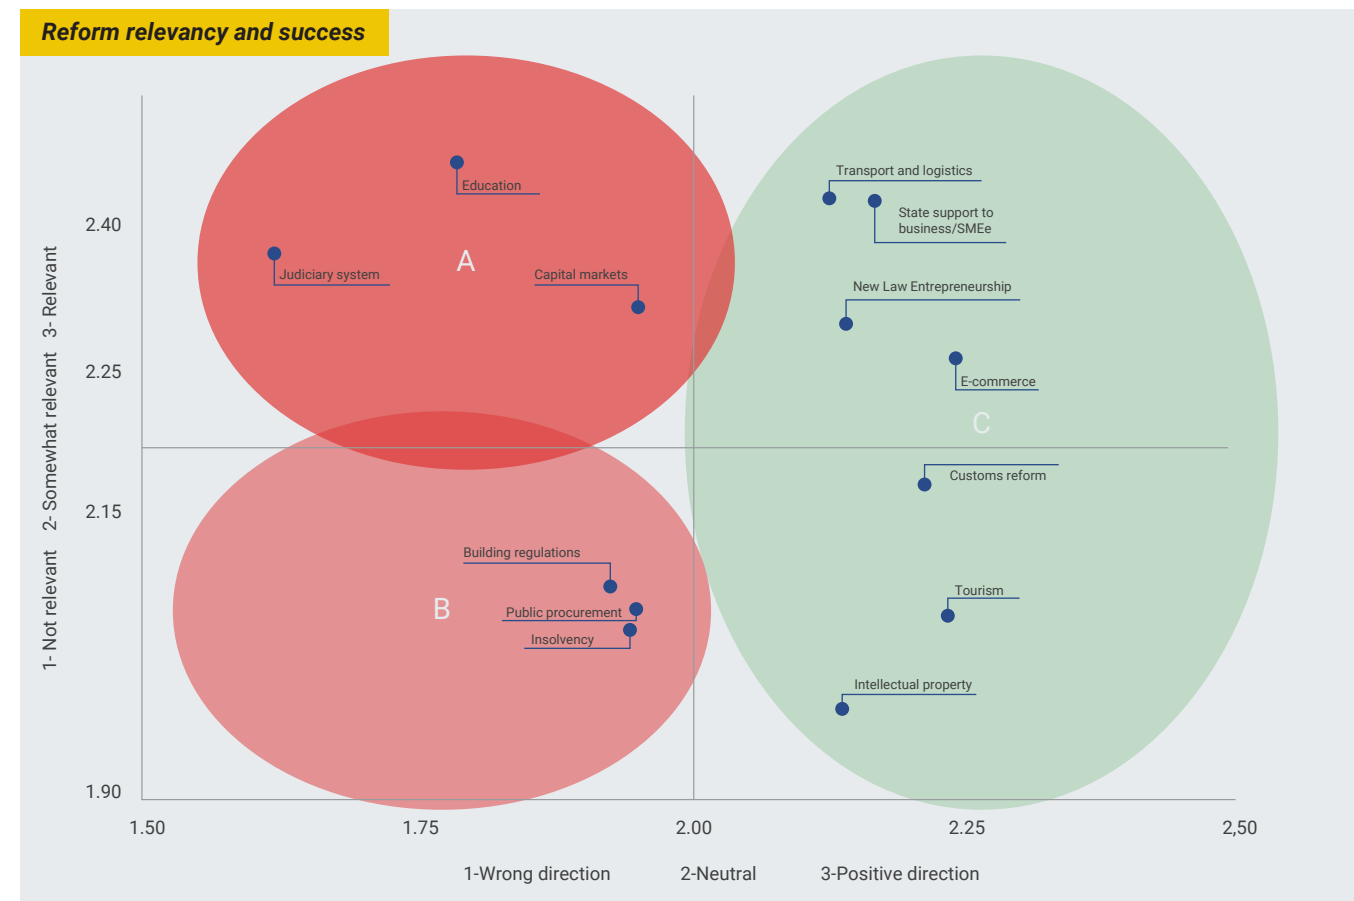 Reform relevancy and success
Transport and logistics
Education
State support to
business/SMEe
2.40
A
Judiciary system
Capital markets
New Law Entrepreneurship
2.25
E-commerce
C
Customs reform
2.15
Building regulations
Tourism
B
Public procurement
Insolvency
Intellectual property
1- Not relevant 2- Somewhat relevant 3- Relevant
1.90
1.50 1.75 2.00 2.25 2,50
1-Wrong direction 2-Neutral 3-Positive direction